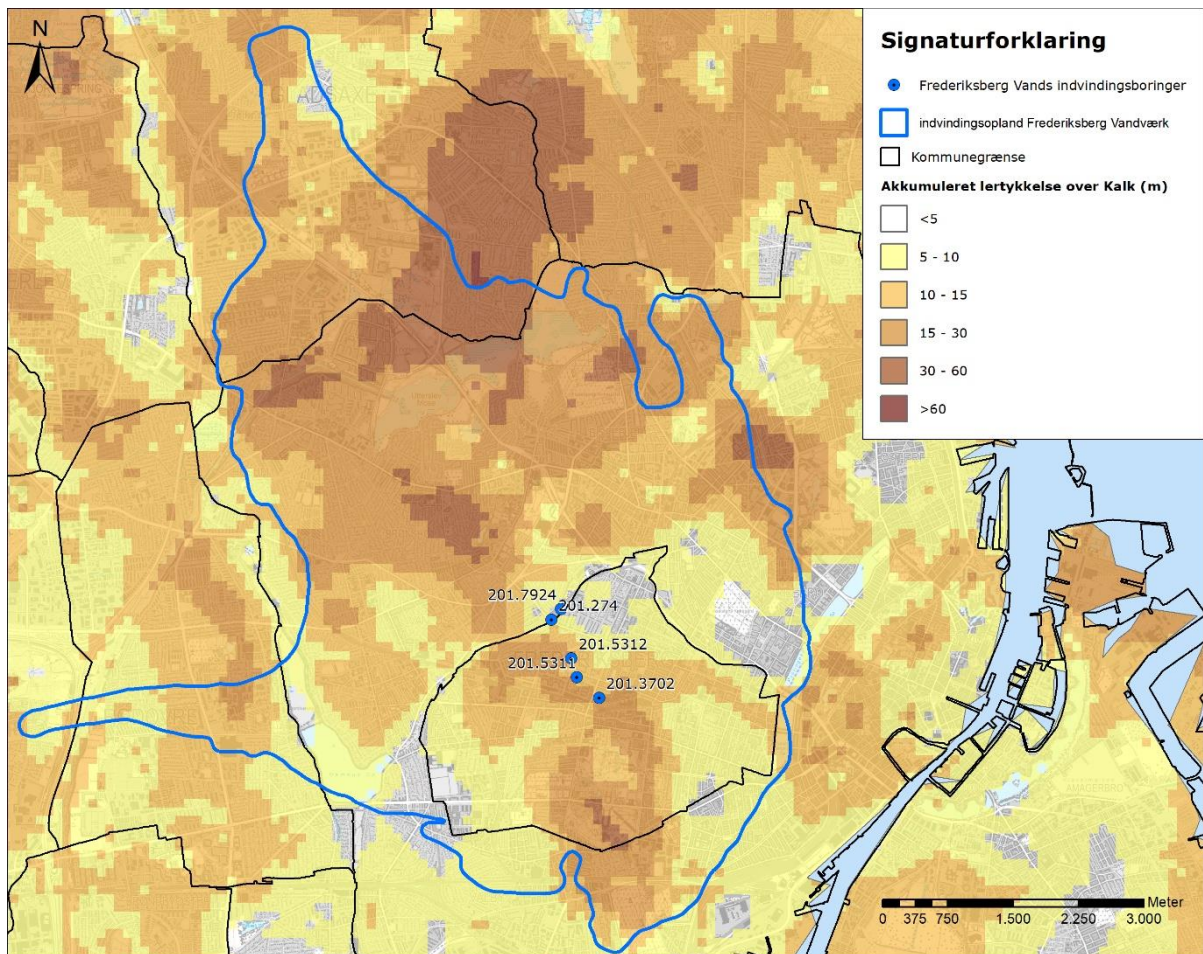 N
Signaturforklaring
Frederiksberg Vands indvindingsboringer
indvindingsopland Frederiksberg Vandværk
Kommunegrænse
Akkumuleret lertykkelse over Kalk (m)
<5
5 - 10
10 - 15
15 - 30
30 - 60
>60
201.7924
201.274
201.5312
201.5311
201.3702
Meter
0 375 750 1.500 2.250 3.000